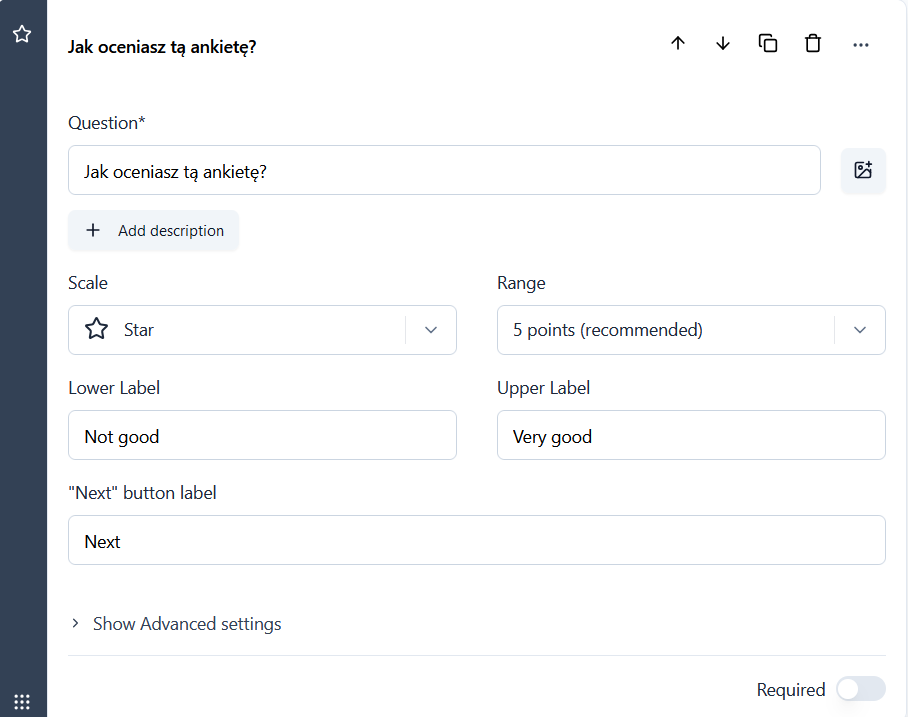 Jak oceniasz tą ankietę?
Question*
Jak oceniasz tą ankietę?
Add description
Scale
Range
Star
5 points (recommended)
Lower Label
Upper Label
Not good
Very good
"Next" button label
Next
Show Advanced settings
Required